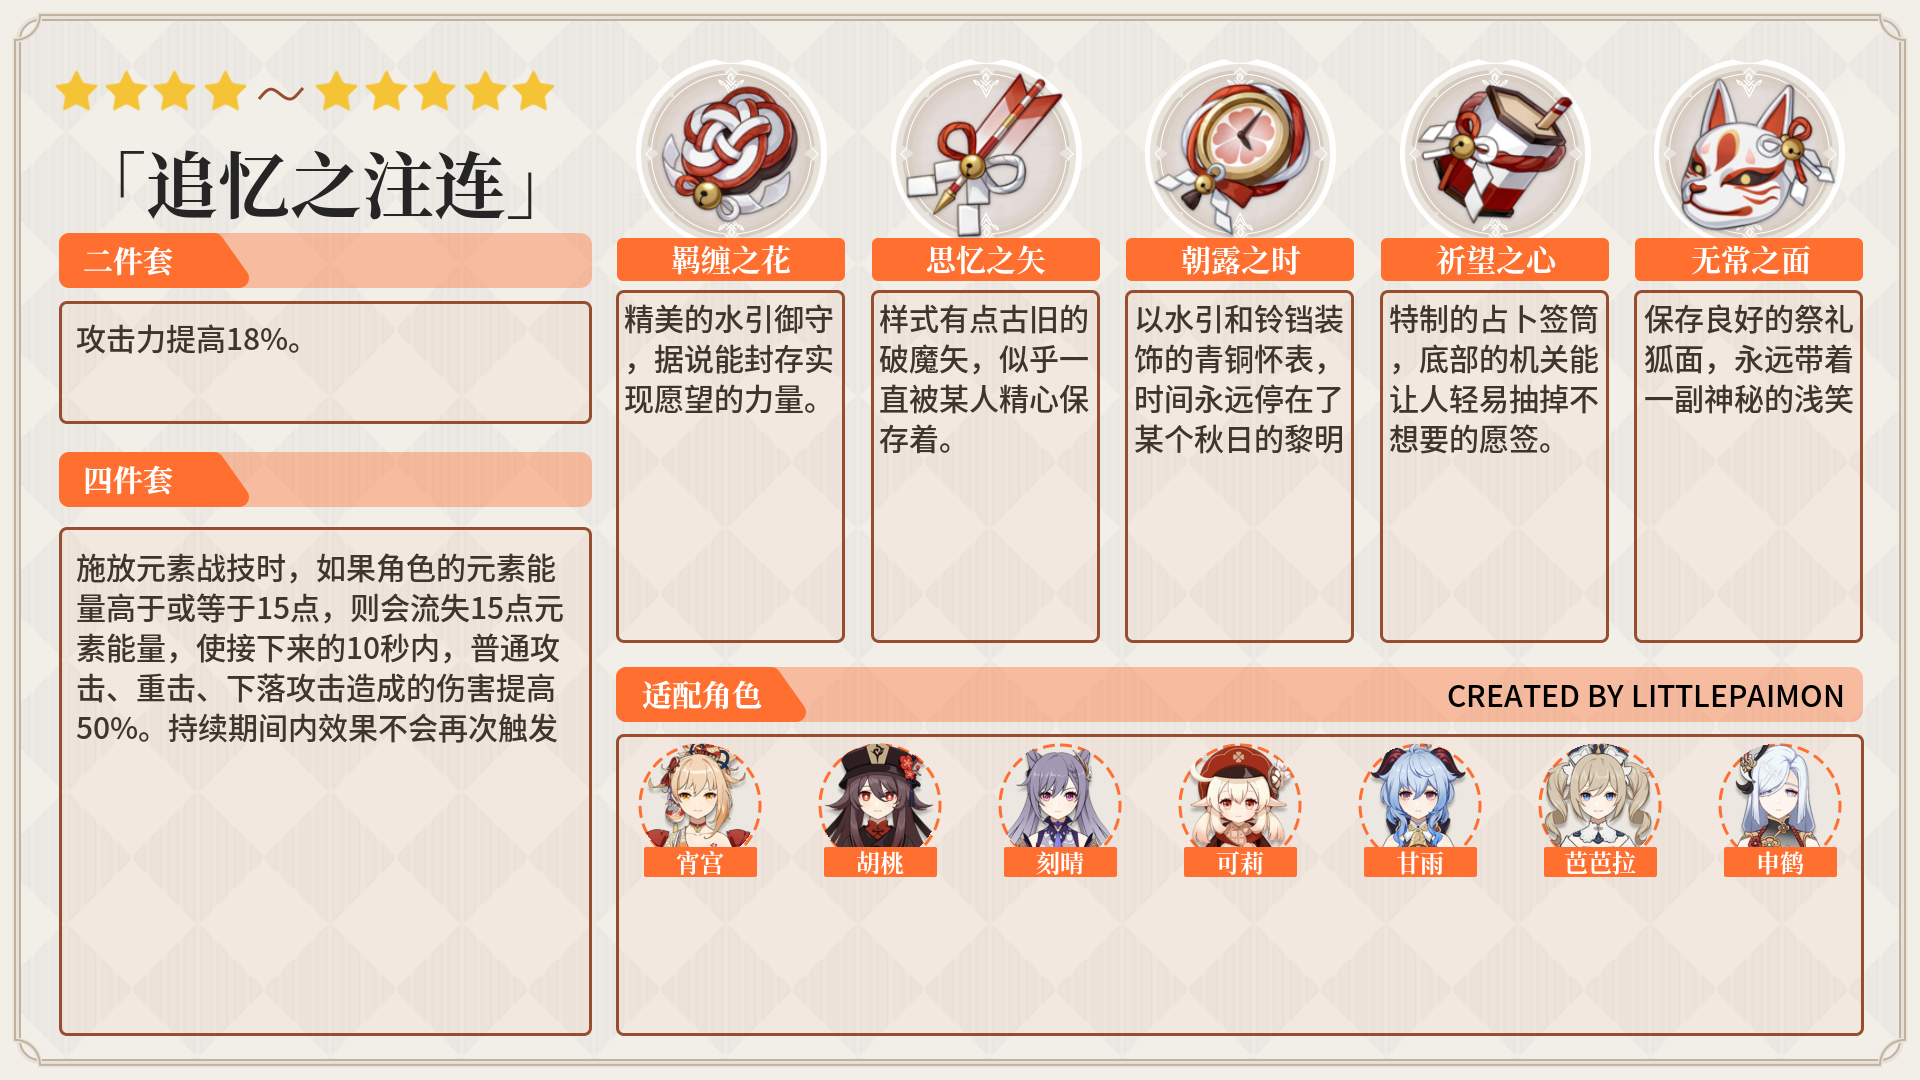 「追忆之注连」
二件套
攻击力提高18%。
四件套
施放元素战技时，如果角色的元素能
量高于或等于15点，则会流失15点元
素能量，使接下来的10秒内，普通攻
击、重击、下落攻击造成的伤害提高
50%。持续期间内效果不会再次触发
羁缠之花
精美的水引御守
，据说能封存实
现愿望的力量。
思忆之矢
样式有点古旧的
破魔矢，似乎一
直被某人精心保
存着。
朝露之时
以水引和铃铛装
饰的青铜怀表，
时间永远停在了
某个秋日的黎明
祈望之心
特制的占卜签筒
，底部的机关能
让人轻易抽掉不
想要的愿签。
无常之面
保存良好的祭礼
狐面，永远带着
一副神秘的浅笑
适配角色
CREATED BY LITTLEPAIMON
宵宫
胡桃
刻晴
可莉
甘雨
芭芭拉
申鹤